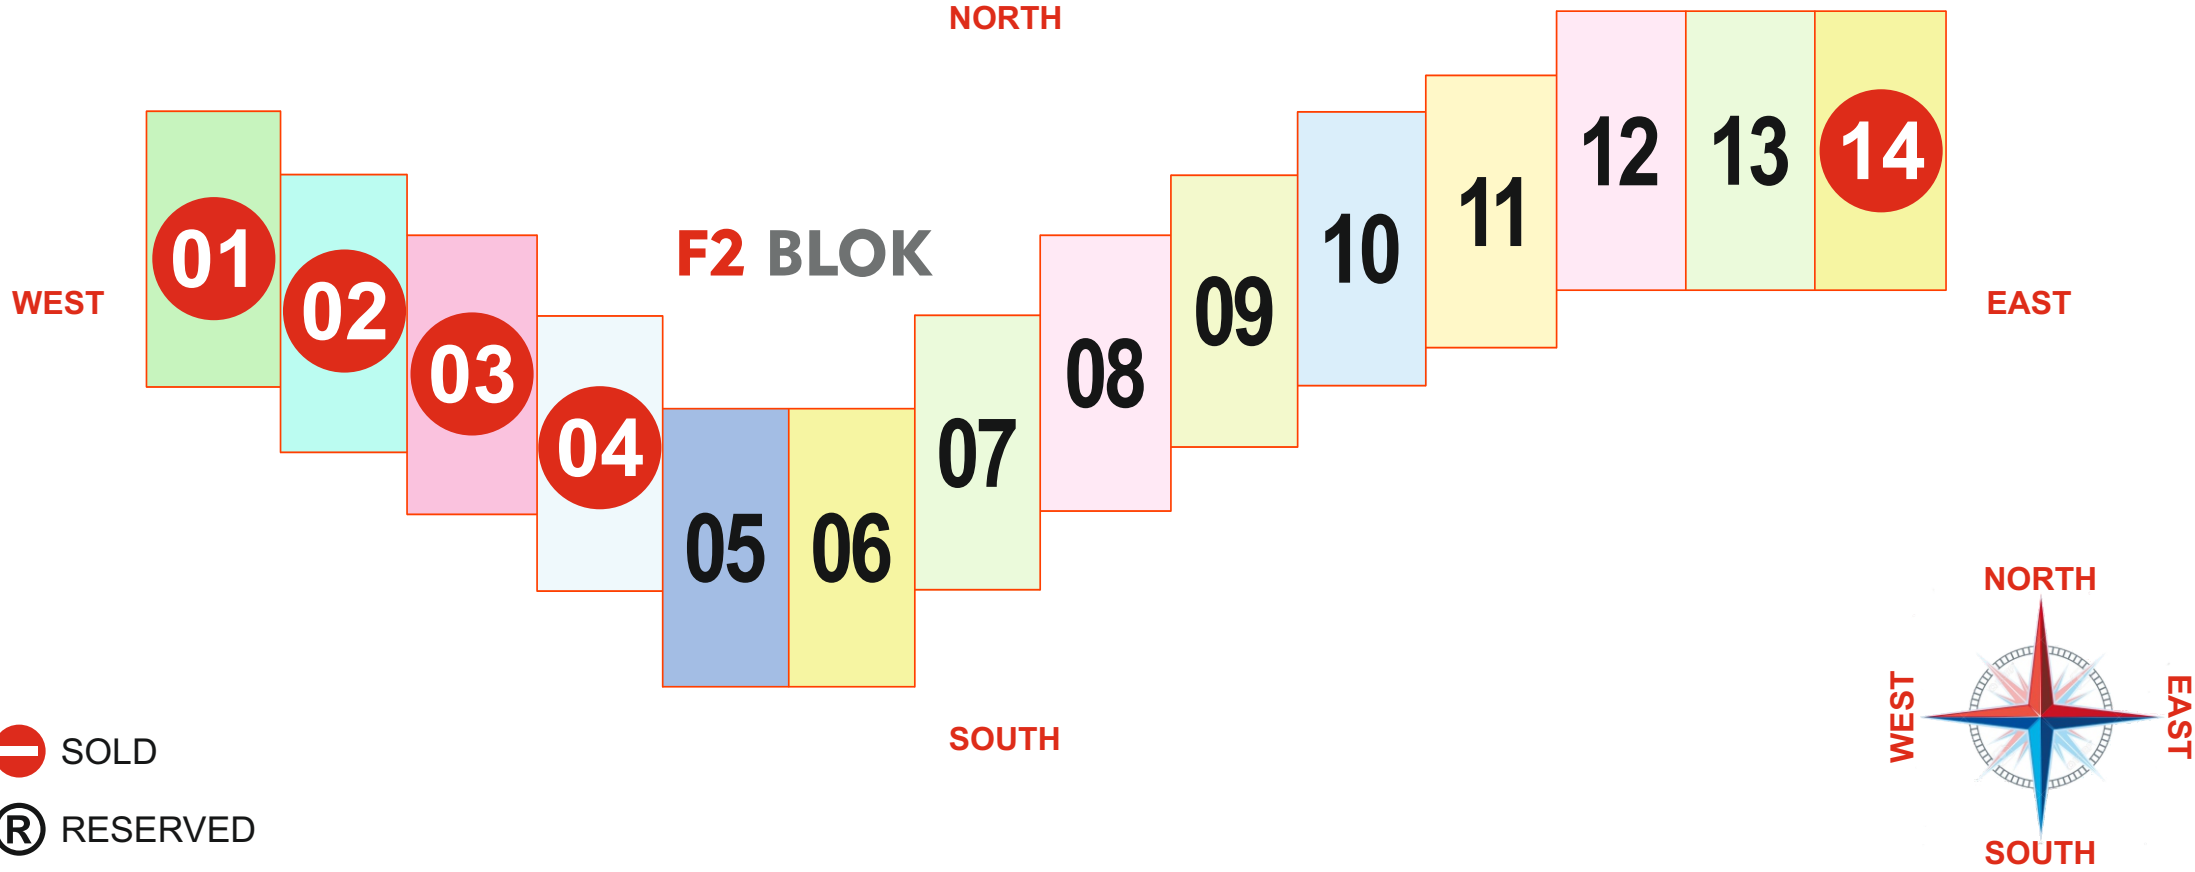 NORTH
WEST
01
02
03
04
F2 BLOK
05
06
07
08
09
10
11
12
13
14
EAST
SOUTH
SOLD
® RESERVED
NORTH
WEST
EAST
SOUTH